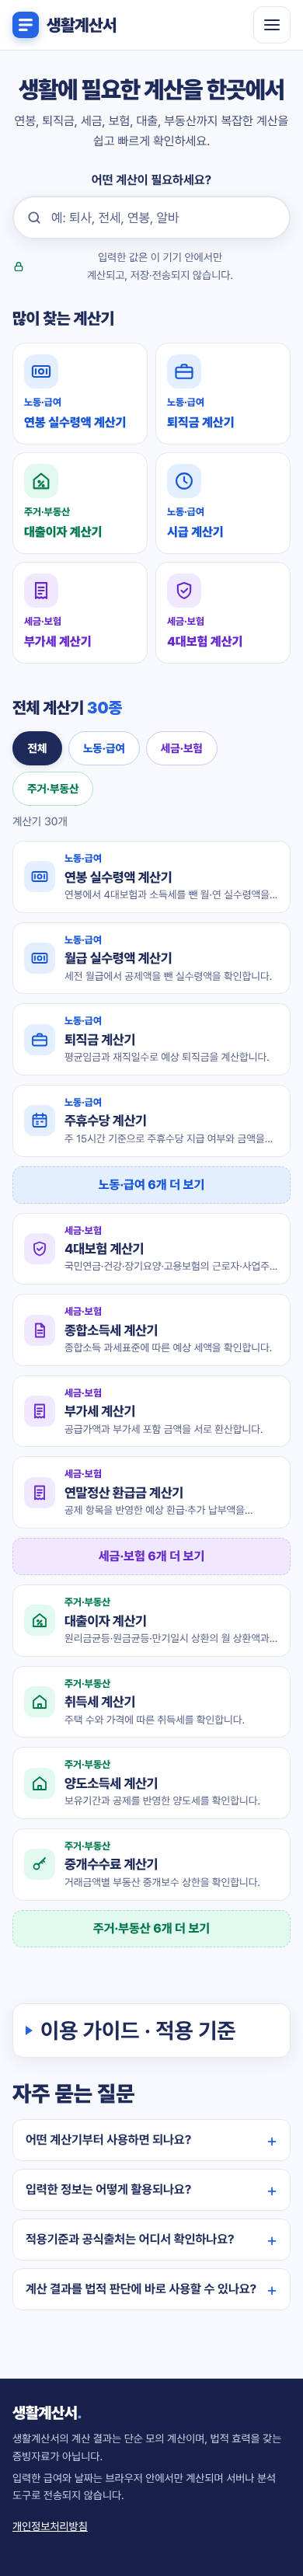 생활계산서
생활에 필요한 계산을 한곳에서
연봉, 퇴직금, 세금, 보험, 대출, 부동산까지 복잡한 계산을
쉽고 빠르게 확인하세요.
어떤 계산이 필요하세요?
예: 퇴사, 전세, 연봉, 알바
입력한 값은 이 기기 안에서만
계산되고, 저장·전송되지 않습니다.
많이 찾는 계산기
노동·급여
연봉 실수령액 계산기
노동·급여
퇴직금 계산기
주거·부동산
대출이자 계산기
노동·급여
시급 계산기
세금·보험
부가세 계산기
세금·보험
4대보험 계산기
전체 계산기 30종
전체
노동·급여
세금·보험
주거·부동산
계산기 30개
노동·급여
연봉 실수령액 계산기
연봉에서 4대보험과 소득세를 뺀 월·연 실수령액을...
노동·급여
월급 실수령액 계산기
세전 월급에서 공제액을 뺀 실수령액을 확인합니다.
노동·급여
퇴직금 계산기
평균임금과 재직일수로 예상 퇴직금을 계산합니다.
노동·급여
주휴수당 계산기
주 15시간 기준으로 주휴수당 지급 여부와 금액을...
노동·급여 6개 더 보기
세금·보험
4대보험 계산기
국민연금·건강·장기요양·고용보험의 근로자·사업주...
세금·보험
종합소득세 계산기
종합소득 과세표준에 따른 예상 세액을 확인합니다.
세금·보험
부가세 계산기
공급가액과 부가세 포함 금액을 서로 환산합니다.
세금·보험
연말정산 환급금 계산기
공제 항목을 반영한 예상 환급·추가 납부액을...
세금·보험 6개 더 보기
주거·부동산
대출이자 계산기
원리금균등·원금균등·만기일시 상환의 월 상환액과...
주거·부동산
취득세 계산기
주택 수와 가격에 따른 취득세를 확인합니다.
주거·부동산
양도소득세 계산기
보유기간과 공제를 반영한 양도세를 확인합니다.
주거·부동산
중개수수료 계산기
거래금액별 부동산 중개보수 상한을 확인합니다.
주거·부동산 6개 더 보기
이용 가이드 · 적용 기준
자주 묻는 질문
어떤 계산기부터 사용하면 되나요? +
입력한 정보는 어떻게 활용되나요? +
적용기준과 공식출처는 어디서 확인하나요? +
계산 결과를 법적 판단에 바로 사용할 수 있나요? +
생활계산서.
생활계산서의 계산 결과는 단순 모의 계산이며, 법적 효력을 갖는
증빙자료가 아닙니다.
입력한 급여와 날짜는 브라우저 안에서만 계산되며 서버나 분석
도구로 전송되지 않습니다.
개인정보처리방침